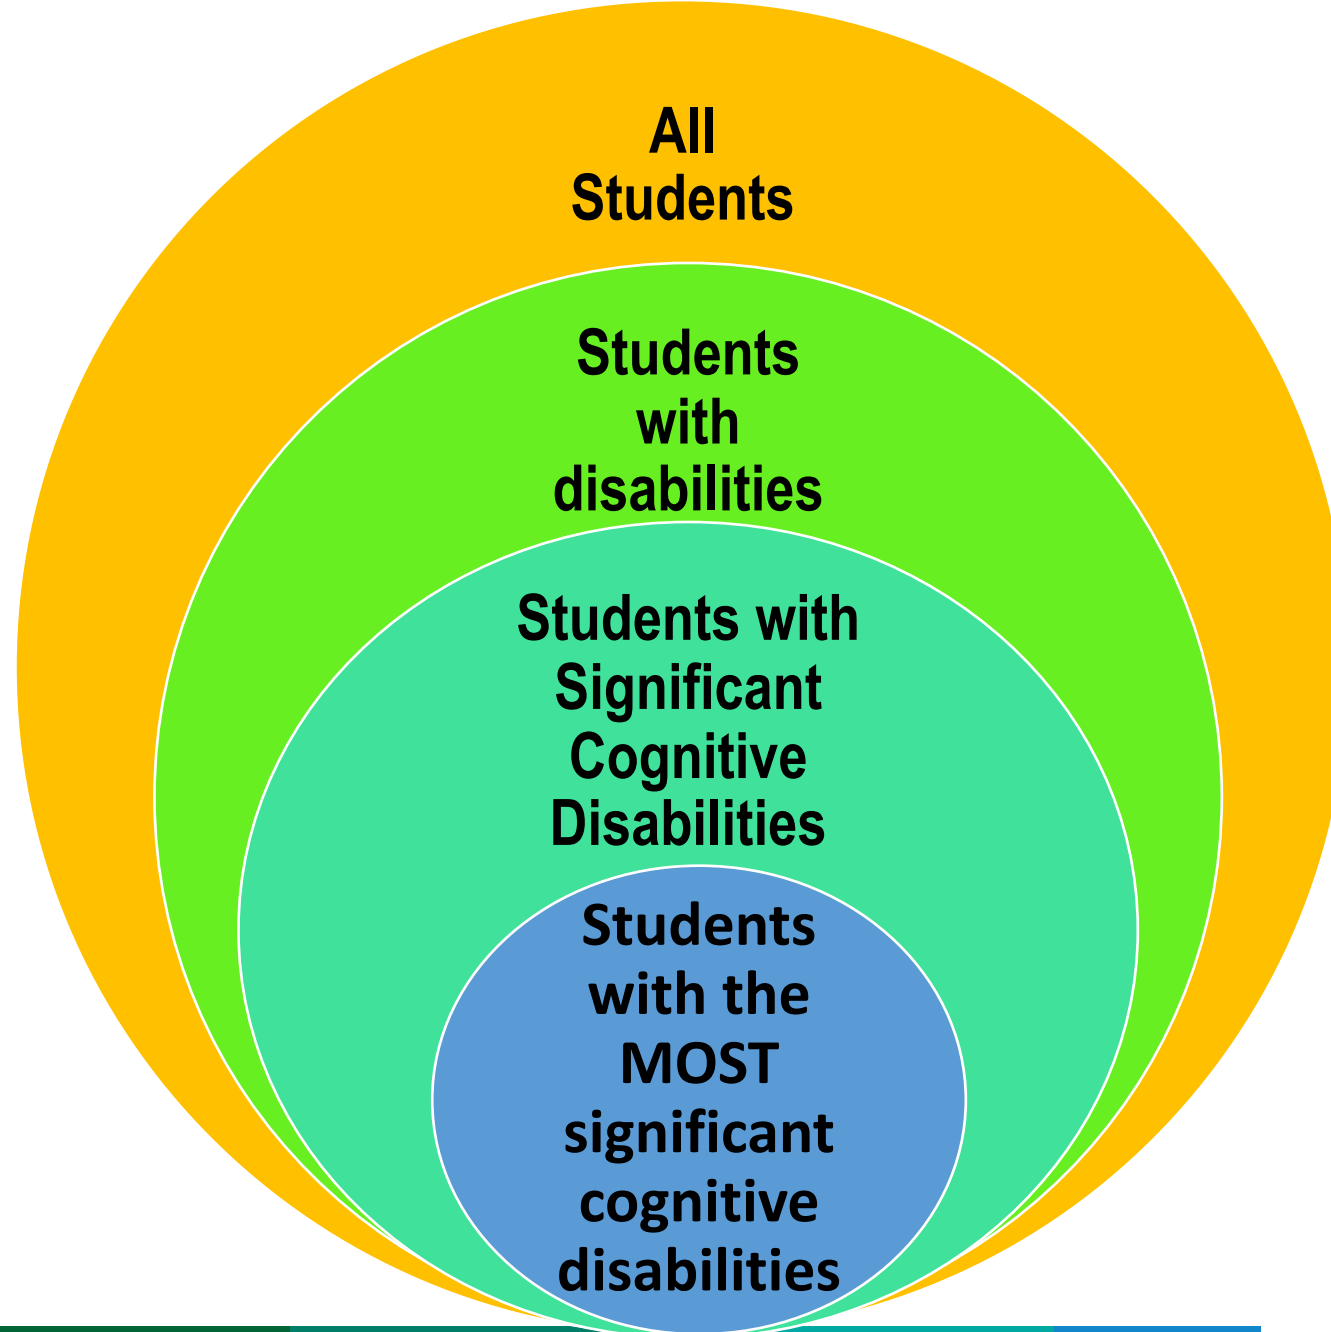 All
Students
Students
with
disabilities
Students with
Significant
Cognitive
Disabilities
Students
with the
MOST
significant
cognitive
disabilities